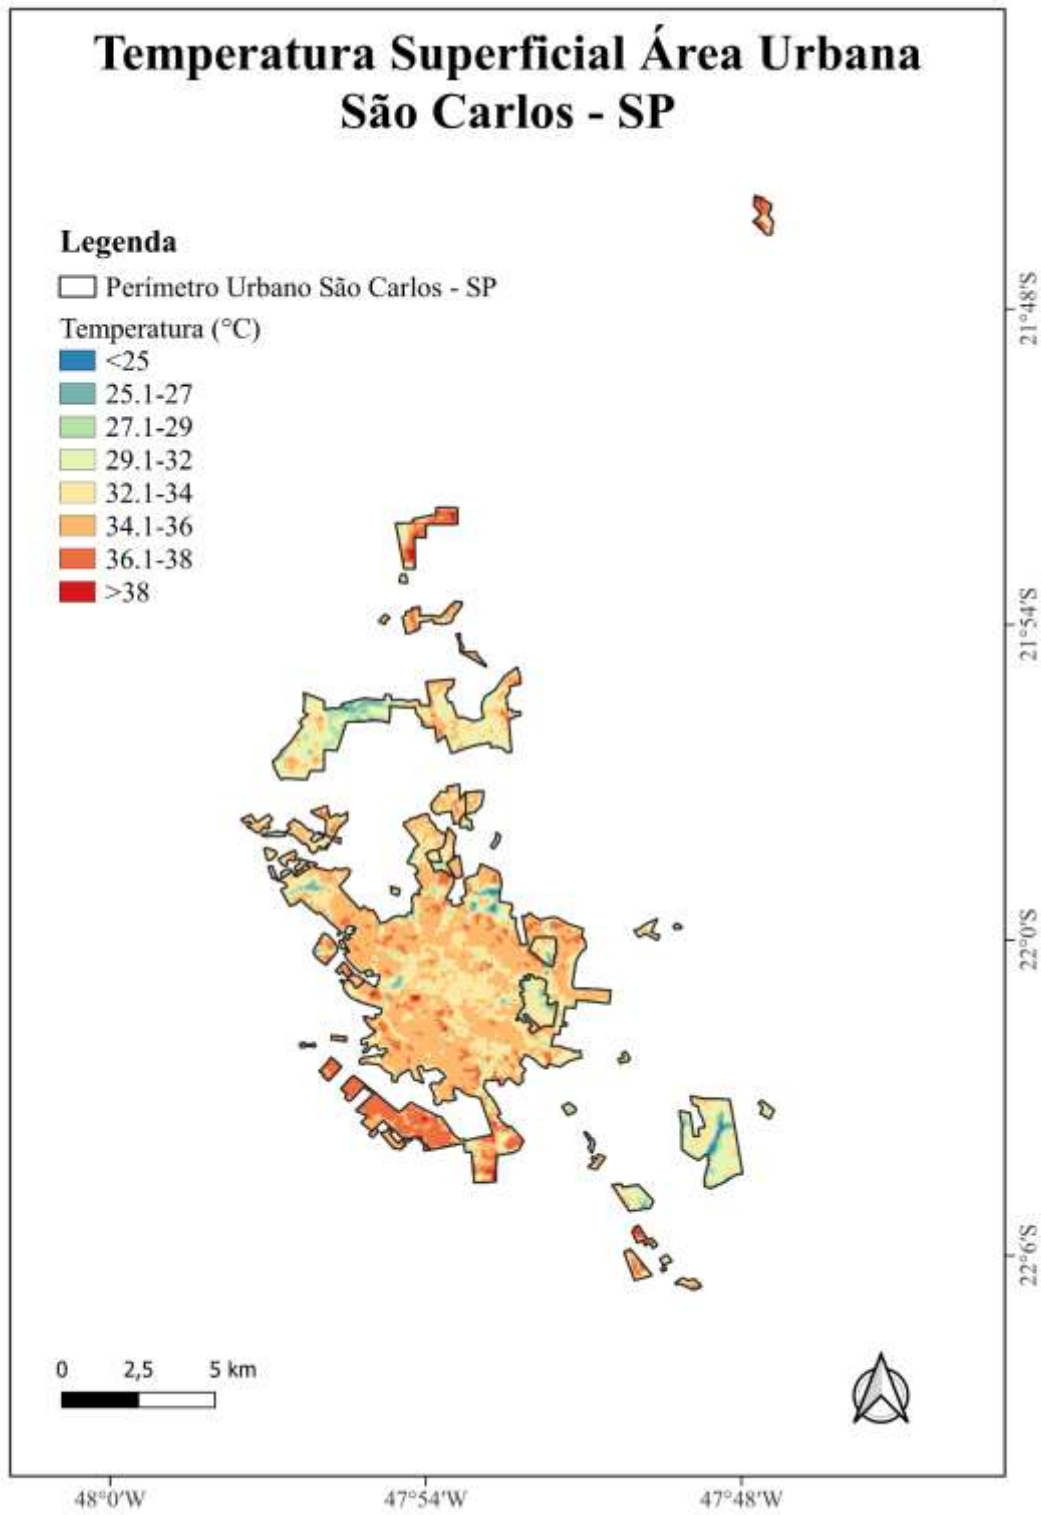 Temperatura Superficial Área Urbana
São Carlos - SP
Legenda
Perímetro Urbano São Carlos - SP
Temperatura (°C)
<25
25.1-27
27.1-29
29.1-32
32.1-34
34.1-36
36.1-38
>38
21°48'S
21°54'S
22°0'S
22°6'S
0 2,5 5 km
48°0'W 47°54'W 47°48'W